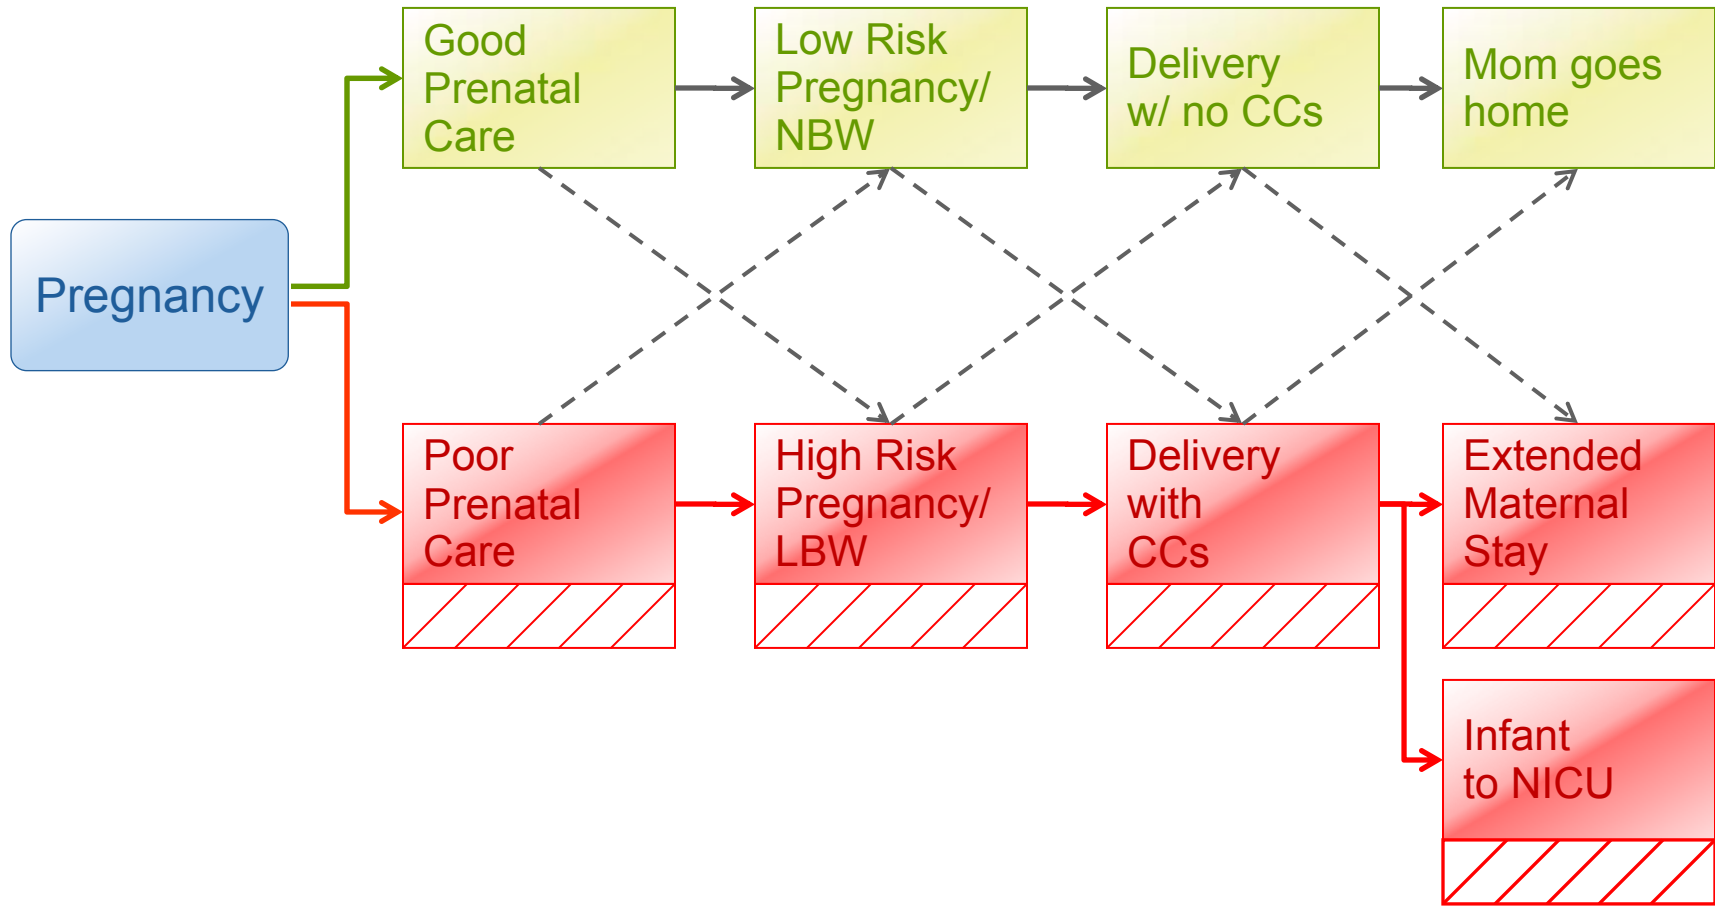 Good
Prenatal
Care
Low Risk
Pregnancy/
NBW
Delivery
w/ no CCs
Mom goes
home
Pregnancy
Poor
Prenatal
Care
High Risk
Pregnancy/
LBW
Delivery
with
CCs
Extended
Maternal
Stay
Infant
to NICU